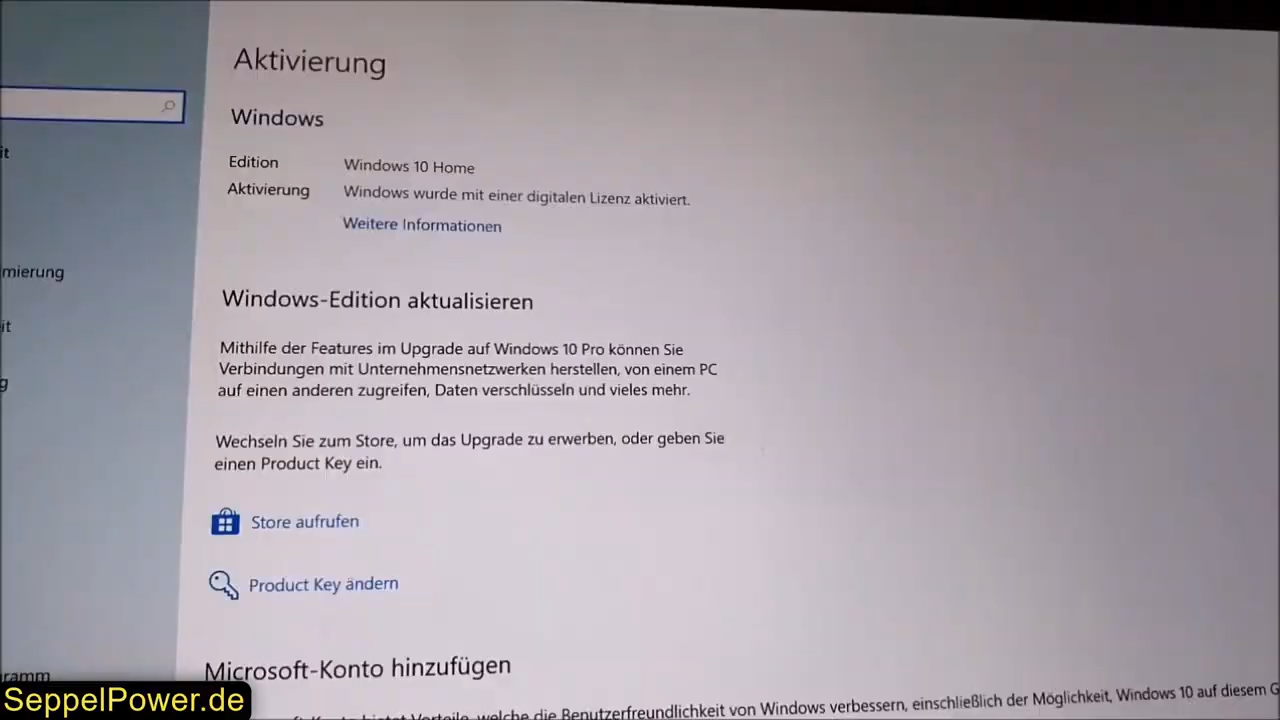 Aktivierung
Windows
it
Edition Windows 10 Home
Aktivierung Windows wurde mit einer digitalen Lizenz aktiviert.
Weitere Informationen
mierung
Windows-Edition aktualisieren
it
Mithilfe der Features im Upgrade auf Windows 10 Pro können Sie
Verbindungen mit Unternehmensnetzwerken herstellen, von einem PC
g
auf einen anderen zugreifen, Daten verschlüsseln und vieles mehr.
Wechseln Sie zum Store, um das Upgrade zu erwerben, oder geben Sie
einen Product Key ein.
Store aufrufen
Product Key ändern
Microsoft-Konto hinzufügen
ramm
SeppelPower.de
bietet Vorteile, welche die Benutzerfreundlichkeit von Windows verbessern, einschließlich der Möglichkeit, Windows 10 auf diesem G